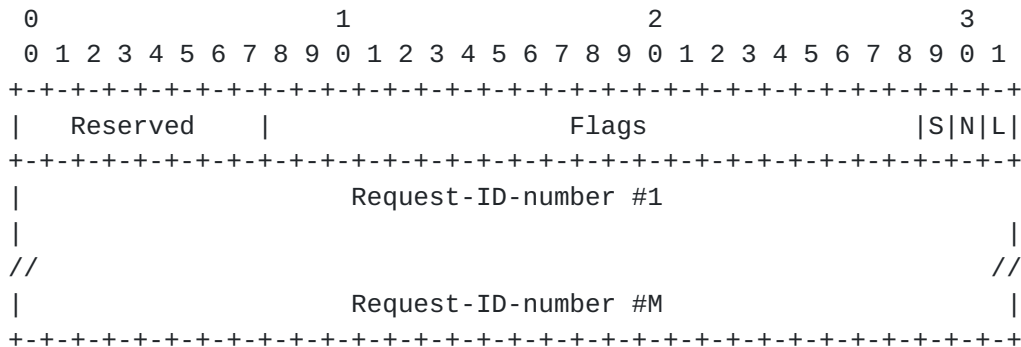 0                   1                   2                   3
 0 1 2 3 4 5 6 7 8 9 0 1 2 3 4 5 6 7 8 9 0 1 2 3 4 5 6 7 8 9 0 1
+-+-+-+-+-+-+-+-+-+-+-+-+-+-+-+-+-+-+-+-+-+-+-+-+-+-+-+-+-+-+-+-+
|   Reserved    |                   Flags                 |S|N|L|
+-+-+-+-+-+-+-+-+-+-+-+-+-+-+-+-+-+-+-+-+-+-+-+-+-+-+-+-+-+-+-+-+
|                     Request-ID-number #1
|                                                               |
//                                                             //
|                     Request-ID-number #M                      |
+-+-+-+-+-+-+-+-+-+-+-+-+-+-+-+-+-+-+-+-+-+-+-+-+-+-+-+-+-+-+-+-+